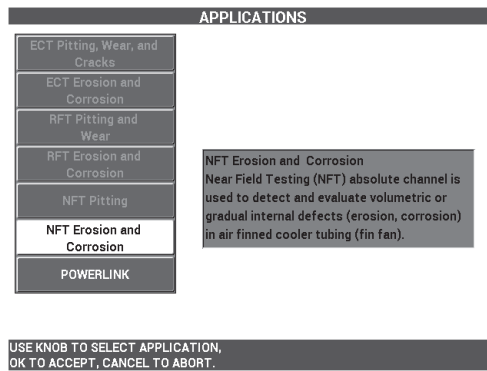 APPLICATIONS
ECT Pitting, Wear, and
Cracks
ECT Erosion and
Corrosion
RFT Pitting and
Wear
RFT Erosion and
Corrosion
NFT Pitting
NFT Erosion and
Corrosion
POWERLINK
NFT Erosion and Corrosion
Near Field Testing (NFT) absolute channel is
used to detect and evaluate volumetric or
gradual internal defects (erosion, corrosion)
in air finned cooler tubing (fin fan).
USE KNOB TO SELECT APPLICATION,
OK TO ACCEPT, CANCEL TO ABORT.